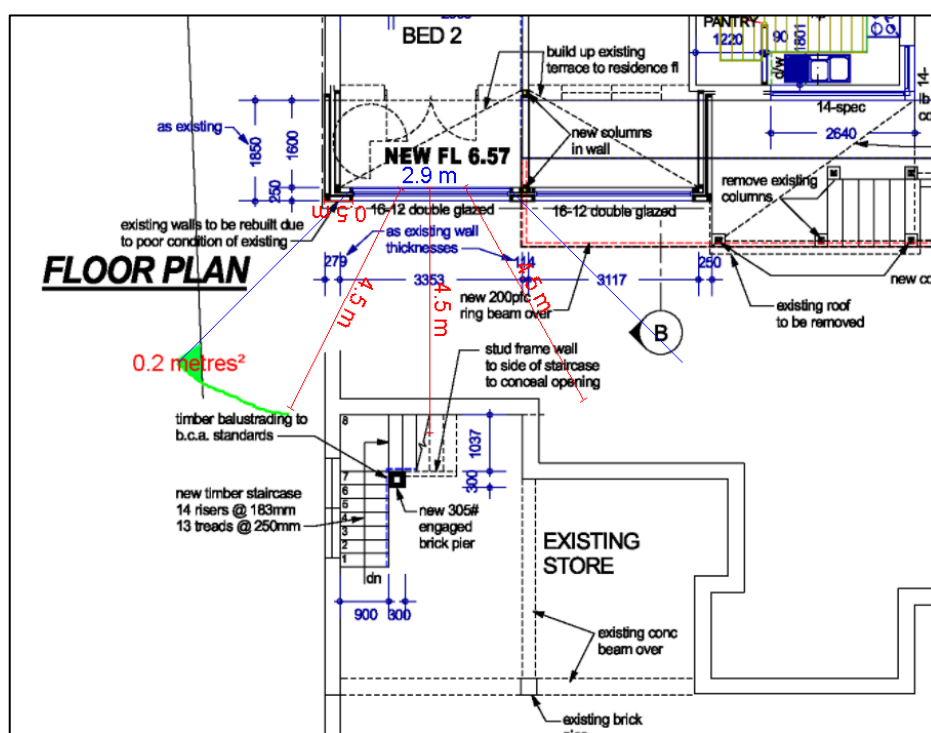 BED 2
build up existing
terrace to residence fl
PANTRY
1220
90
1801
d/w
14-spec
14-
2640
as existing
1850
1600
250
new columns
in wall
NEW FL 6.57
2.9 m
remove existing
columns
0.5 m
16-12 double glazed
16-12 double glazed
existing walls to be rebuilt due
to poor condition of existing
as existing wall
thicknesses
FLOOR PLAN
279
3353
114
3117
250
4.5 m
4.5 m
4.5 m
new 200pfc
ring beam over
new co
existing roof
to be removed
B
0.2 metres²
stud frame wall
to side of staircase
to conceal opening
timber balustrading to
b.c.a. standards
8
7
6
5
4
3
2
1
1037
300
new timber staircase
14 risers @ 183mm
13 treads @ 250mm
new 305#
engaged
brick pier
EXISTING
STORE
dn
900
300
existing conc
beam over
existing brick